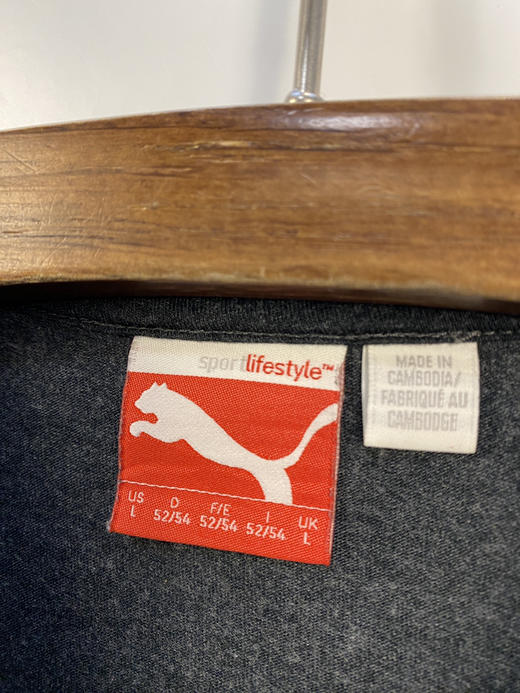 sportlifestyle™
US D F/E I UK
L 52/54 52/54 52/54 L
MADE IN
CAMBODIA/
FABRIQUÉ AU
CAMBODGE